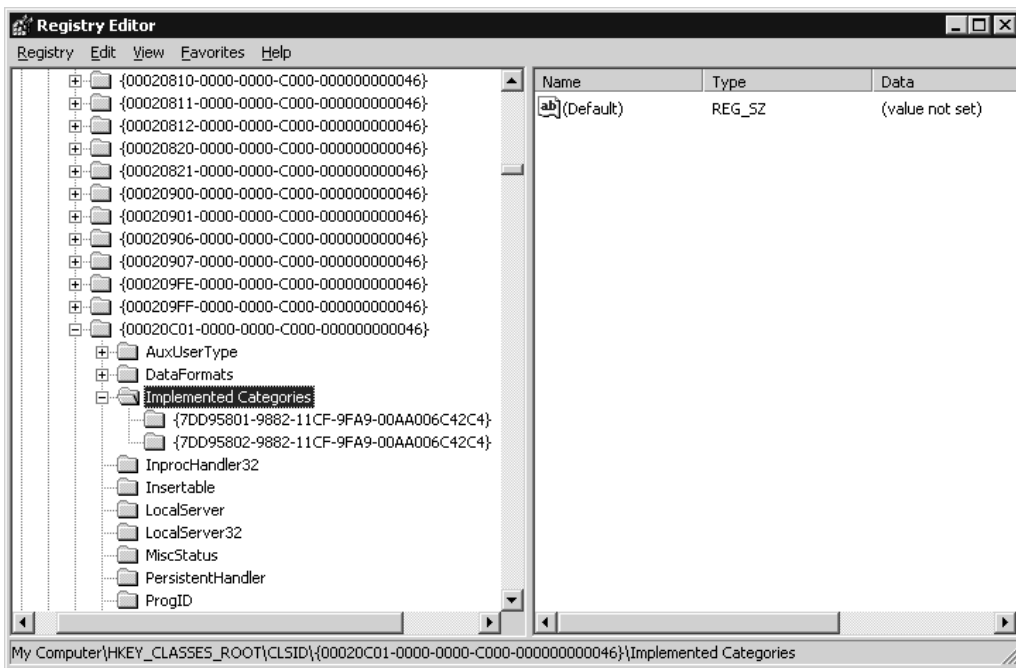 Registry Editor
Registry Edit View Favorites Help
{00020810-0000-0000-C000-000000000046}
{00020811-0000-0000-C000-000000000046}
{00020812-0000-0000-C000-000000000046}
{00020820-0000-0000-C000-000000000046}
{00020821-0000-0000-C000-000000000046}
{00020900-0000-0000-C000-000000000046}
{00020901-0000-0000-C000-000000000046}
{00020906-0000-0000-C000-000000000046}
{00020907-0000-0000-C000-000000000046}
{000209FE-0000-0000-C000-000000000046}
{000209FF-0000-0000-C000-000000000046}
{00020C01-0000-0000-C000-000000000046}
AuxUserType
DataFormats
Implemented Categories
{7DD95801-9882-11CF-9FA9-00AA006C42C4}
{7DD95802-9882-11CF-9FA9-00AA006C42C4}
InprocHandler32
Insertable
LocalServer
LocalServer32
MiscStatus
PersistentHandler
ProgID
Name Type Data
ab (Default) REG_SZ (value not set)
My Computer\HKEY_CLASSES_ROOT\CLSID\{00020C01-0000-0000-C000-000000000046}\Implemented Categories